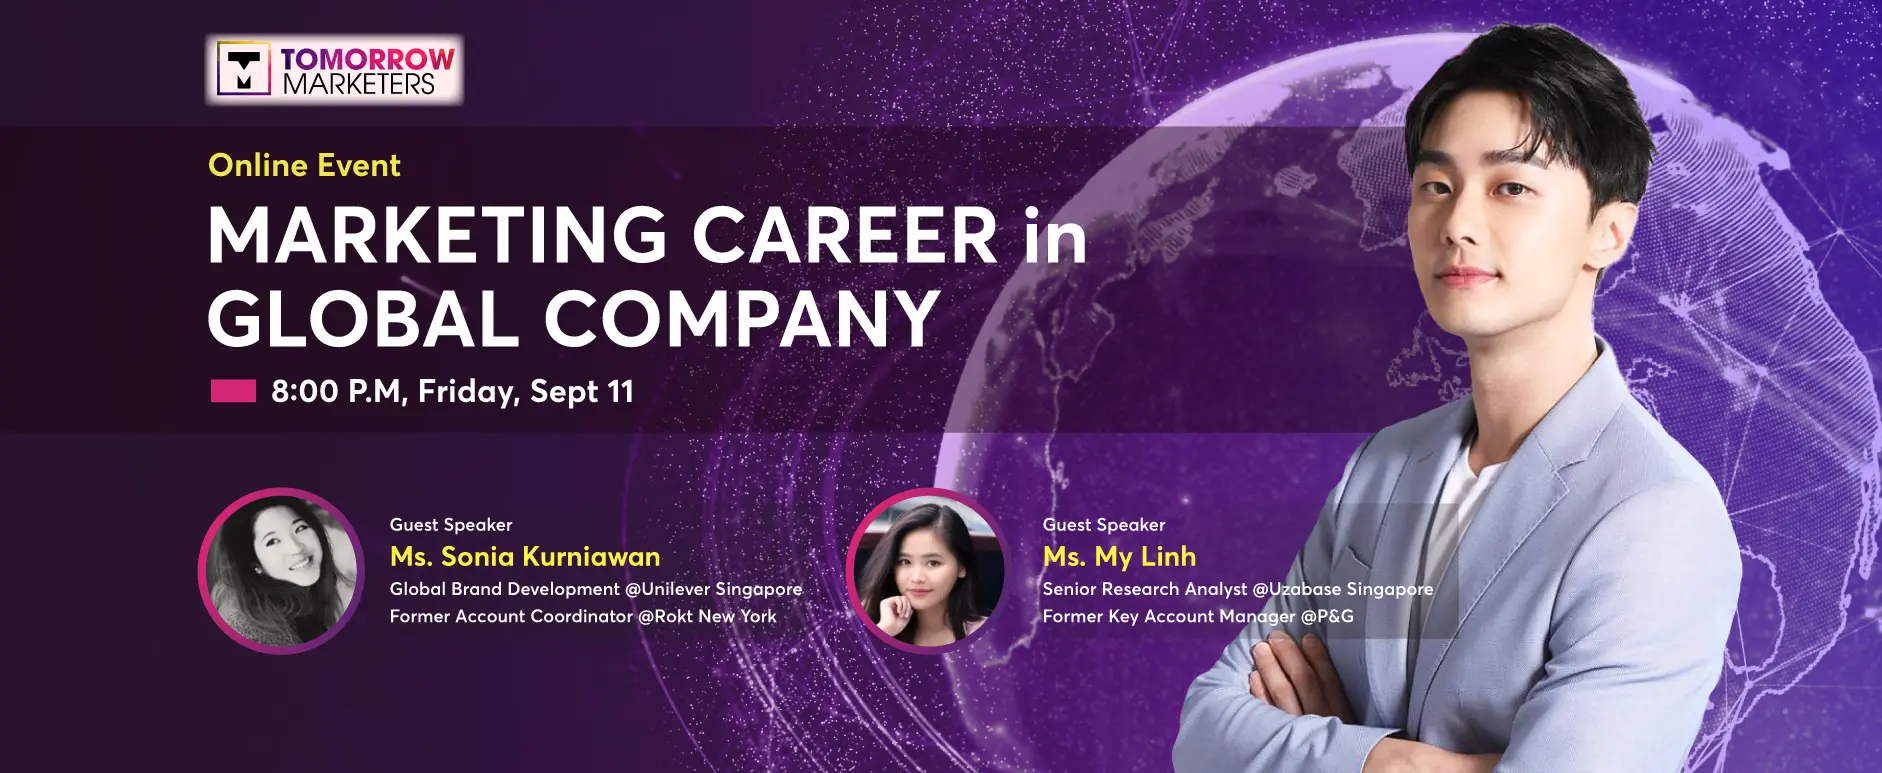 TOMORROW
MARKETERS
Online Event
MARKETING CAREER in
GLOBAL COMPANY
8:00 P.M, Friday, Sept 11
Guest Speaker
Ms. Sonia Kurniawan
Global Brand Development @Unilever Singapore
Former Account Coordinator @Rokt New York
Guest Speaker
Ms. My Linh
Senior Research Analyst @Uzabase Singapore
Former Key Account Manager @P&G